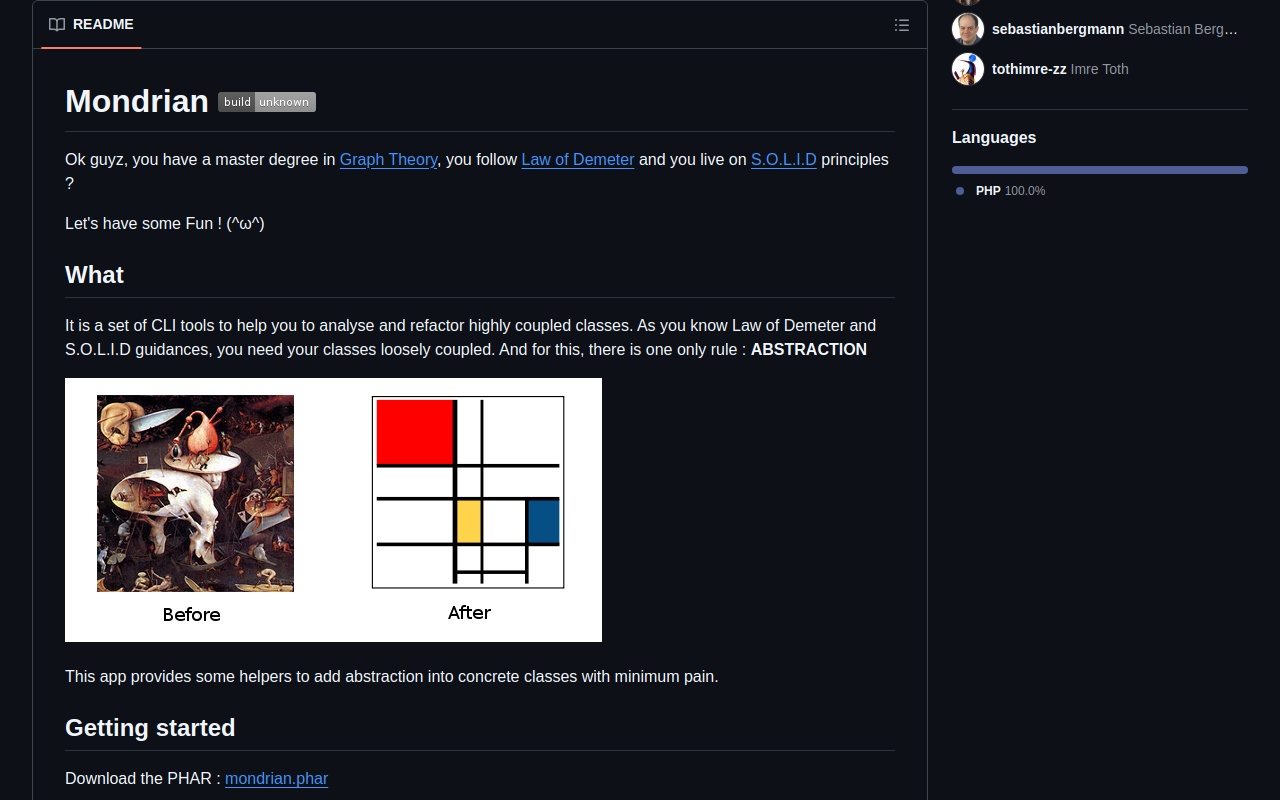 README
Mondrian build unknown
Ok guyz, you have a master degree in Graph Theory, you follow Law of Demeter and you live on S.O.L.I.D principles
?
Let's have some Fun ! (^ω^)
What
It is a set of CLI tools to help you to analyse and refactor highly coupled classes. As you know Law of Demeter and
S.O.L.I.D guidances, you need your classes loosely coupled. And for this, there is one only rule : ABSTRACTION
Before
After
This app provides some helpers to add abstraction into concrete classes with minimum pain.
Getting started
Download the PHAR : mondrian.phar
sebastianbergmann Sebastian Berg...
tothimre-zz Imre Toth
Languages
PHP 100.0%